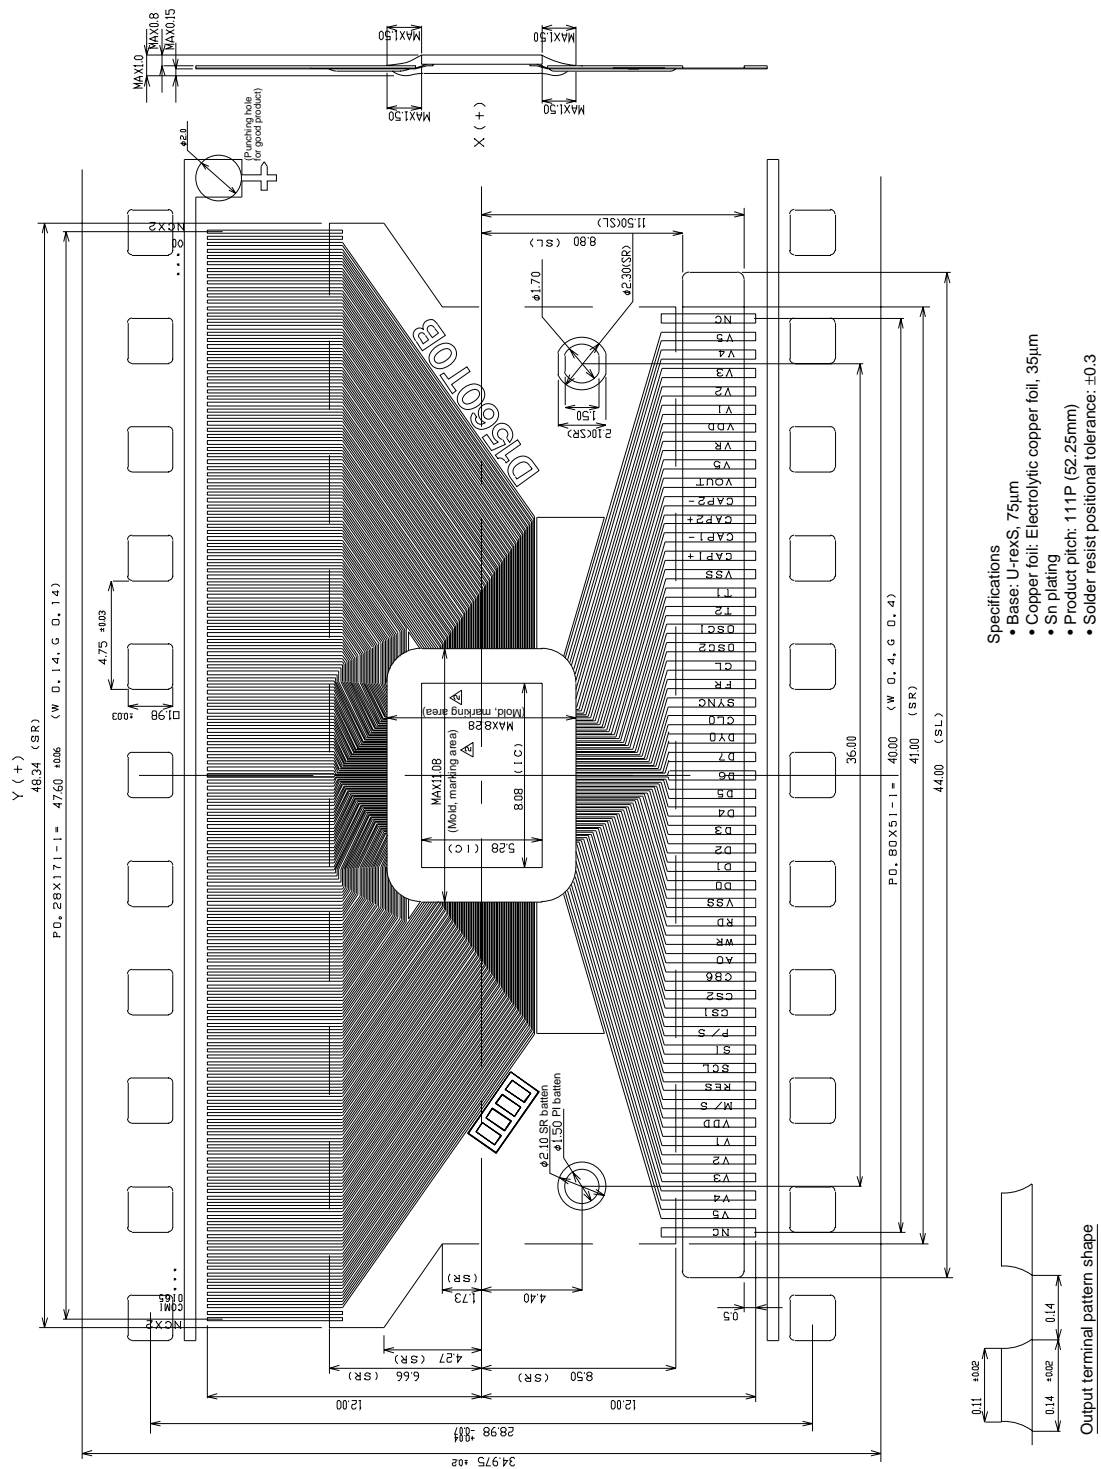 MAX1.0
MAX0.8
MAX0.15
MAX1.50
MAX1.50
MAX1.50
MAX1.50
X (+)
φ2.0
(Punching hole
for good product)
Y (+)
48.34 (SR)
P0.28X171-1= 47.60 ±0.06 (W 0.14, G 0.14)
4.75 ±0.03
□1.98 ±0.03
NCX2
00
NCX2
COM1
0165
D1560T0B
11.50(SL)
8.80 (SL)
φ1.70
φ2.30(SR)
1.50
2.10(SR)
MAX11.08
(Mold, marking area)
MAX8.28
(Mold, marking area)
8.08 (IC)
5.28 (IC)
φ2.10 SR batten
φ1.50 PI batten
NC
V5
V4
V3
V2
V1
VDD
VR
V5
VOUT
CAP2-
CAP2+
CAP1-
CAP1+
VSS
T1
T2
OSC1
OSC2
CL
FR
SYNC
CLO
DYO
D7
D6
D5
D4
D3
D2
D1
D0
VSS
RD
WR
A0
C86
CS2
CS1
P/S
SI
SCL
RES
M/S
VDD
V1
V2
V3
V4
V5
NC
36.00
P0.80X51-1= 40.00 (W 0.4, G 0.4)
41.00 (SR)
44.00 (SL)
1.73 (SR)
4.40
0.5
4.27 (SR)
6.66 (SR)
8.50 (SR)
12.00
12.00
28.98 +0.04 -0.07
34.975 ±0.2
Specifications
• Base: U-rexS, 75µm
• Copper foil: Electrolytic copper foil, 35µm
• Sn plating
• Product pitch: 111P (52.25mm)
• Solder resist positional tolerance: ±0.3
0.11 ±0.02
0.14 ±0.02
0.14
Output terminal pattern shape